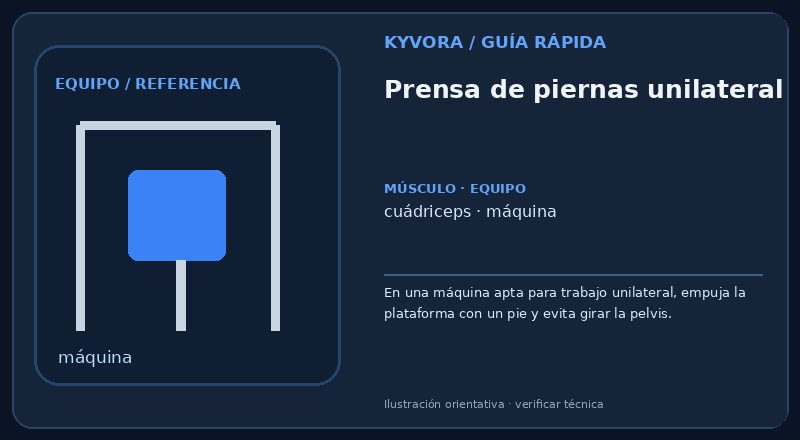 EQUIPO / REFERENCIA
máquina
KYVORA / GUÍA RÁPIDA
Prensa de piernas unilateral
MÚSCULO · EQUIPO
cuádriceps · máquina
En una máquina apta para trabajo unilateral, empuja la
plataforma con un pie y evita girar la pelvis.
Ilustración orientativa · verificar técnica